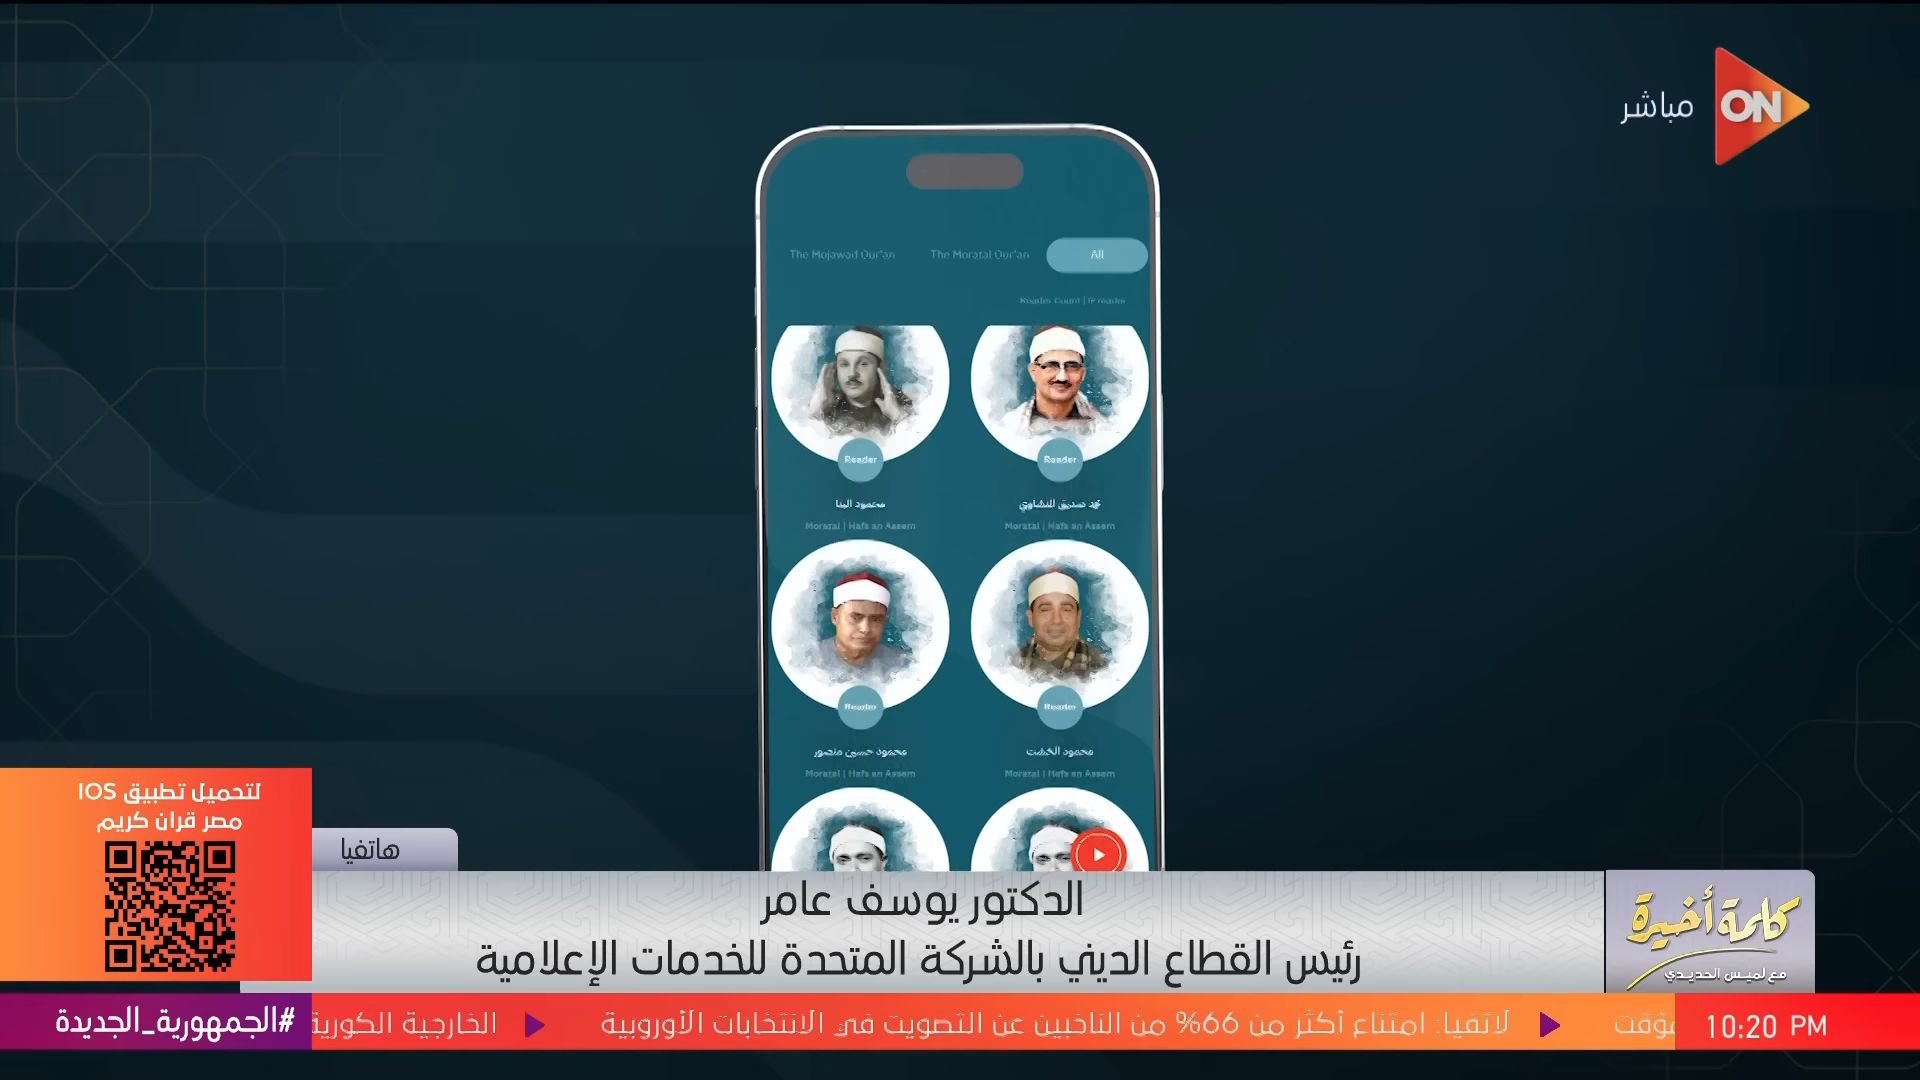 مباشر
ON
The Mojawad Qur'an
The Moratal Qur'an
All
Reader
Reader
محمود البنا
محمد صديق المنشاوي
Moratal | Hafs an Assem
Moratal | Hafs an Assem
Reader
Reader
محمود حسين منصور
محمود الخشت
Moratal | Hafs an Assem
Moratal | Hafs an Assem
لتحميل تطبيق IOS
مصر قران كريم
هاتفيا
الدكتور يوسف عامر
رئيس القطاع الديني بالشركة المتحدة للخدمات الإعلامية
كلمة أخيرة
مع لميس الحديدي
#الجمهورية_الجديدة
لاتفيا: امتناع أكثر من 66% من الناخبين عن التصويت في الانتخابات الأوروبية
الخارجية الكورية
10:20 PM